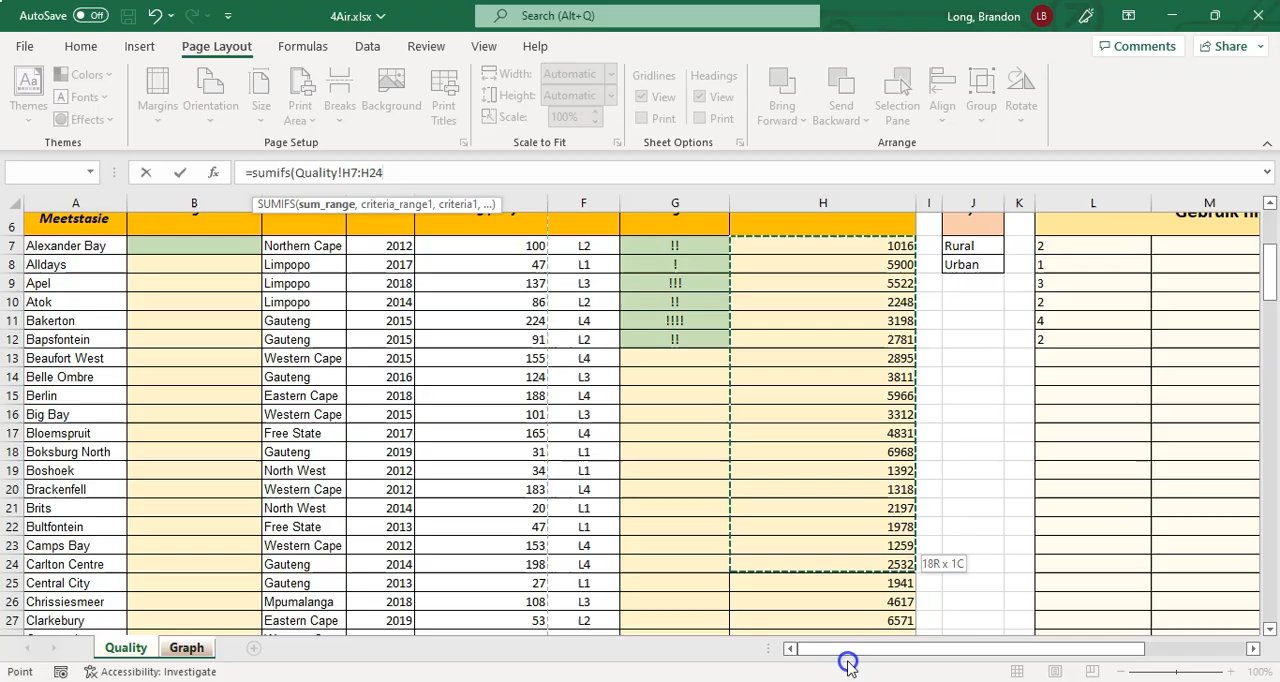 AutoSave Off 4Air.xlsx Search (Alt+Q) Long, Brandon LB
File Home Insert Page Layout Formulas Data Review View Help Comments Share
Themes Colors Fonts Effects Margins Orientation Size Print Area Breaks Background Print Titles Width: Automatic Height: Automatic Scale: 100% Gridlines View Print Headings View Print Bring Forward Send Backward Selection Pane Align Group Rotate
Themes Page Setup Scale to Fit Sheet Options Arrange
fx =sumifs(Quality!H7:H24
SUMIFS(sum_range, criteria_range1, criteria1, ...)
A B F G H I J K L M
6 Meetstasie
7 Alexander Bay Northern Cape 2012 100 L2 !! 1016 Rural 2
8 Alldays Limpopo 2017 47 L1 ! 5900 Urban 1
9 Apel Limpopo 2018 137 L3 !!! 5522 3
10 Atok Limpopo 2014 86 L2 !! 2248 2
11 Bakerton Gauteng 2015 224 L4 !!!! 3198 4
12 Bapsfontein Gauteng 2015 91 L2 !! 2781 2
13 Beaufort West Western Cape 2015 155 L4 2895
14 Belle Ombre Gauteng 2016 124 L3 3811
15 Berlin Eastern Cape 2018 188 L4 5966
16 Big Bay Western Cape 2015 101 L3 3312
17 Bloemspruit Free State 2017 165 L4 4831
18 Boksburg North Gauteng 2019 31 L1 6968
19 Boshoek North West 2012 34 L1 1392
20 Brackenfell Western Cape 2012 183 L4 1318
21 Brits North West 2014 20 L1 2197
22 Bultfontein Free State 2013 47 L1 1978
23 Camps Bay Western Cape 2012 153 L4 1259
24 Carlton Centre Gauteng 2014 198 L4 2532 18R x 1C
25 Central City Gauteng 2013 27 L1 1941
26 Chrissiesmeer Mpumalanga 2018 108 L3 4617
27 Clarkebury Eastern Cape 2019 53 L2 6571
Quality Graph
Point Accessibility: Investigate 100%